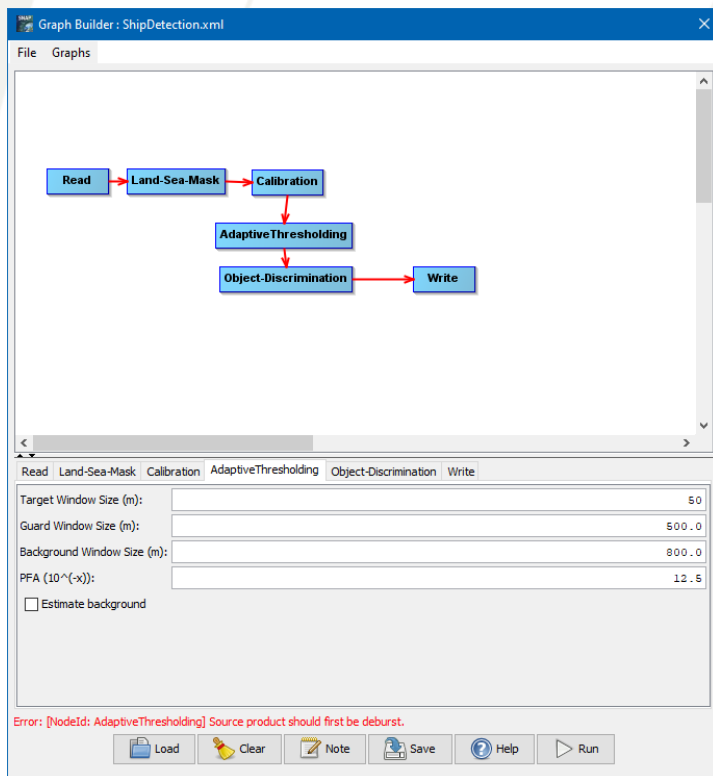 Graph Builder : ShipDetection.xml
File Graphs
Read Land-Sea-Mask Calibration
AdaptiveThresholding
Object-Discrimination Write
Read Land-Sea-Mask Calibration AdaptiveThresholding Object-Discrimination Write
Target Window Size (m): 50
Guard Window Size (m): 500.0
Background Window Size (m): 800.0
PFA (10^(-x)): 12.5
Estimate background
Error: [NodeId: AdaptiveThresholding] Source product should first be deburst.
Load Clear Note Save Help Run